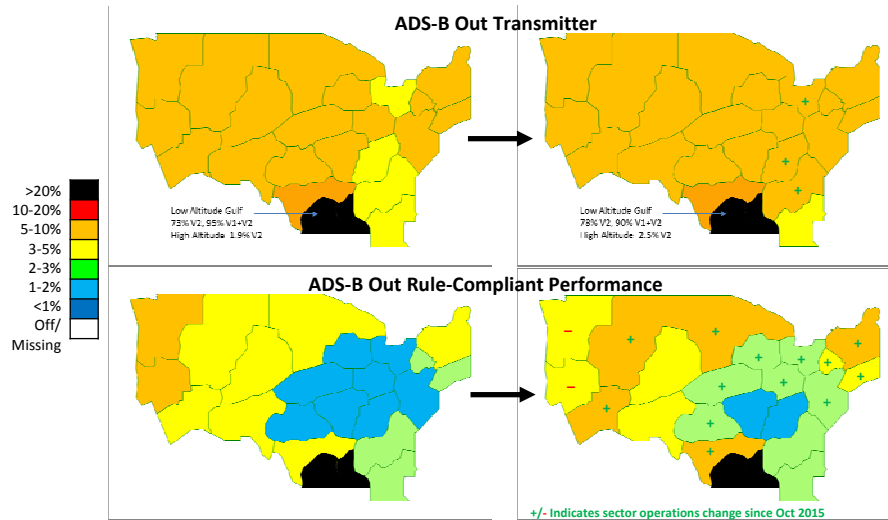 ADS-B Out Transmitter
>20%
10-20%
5-10%
3-5%
2-3%
1-2%
<1%
Off/
Missing
Low Altitude Gulf
73% V2, 95% V1+V2
High Altitude: 1.9% V2
+
+
+
Low Altitude Gulf
78% V2, 90% V1+V2
High Altitude: 2.5% V2
ADS-B Out Rule-Compliant Performance
−
+
+
+
+
+
+
+
−
+
+
+
+
+
+
+/- Indicates sector operations change since Oct 2015